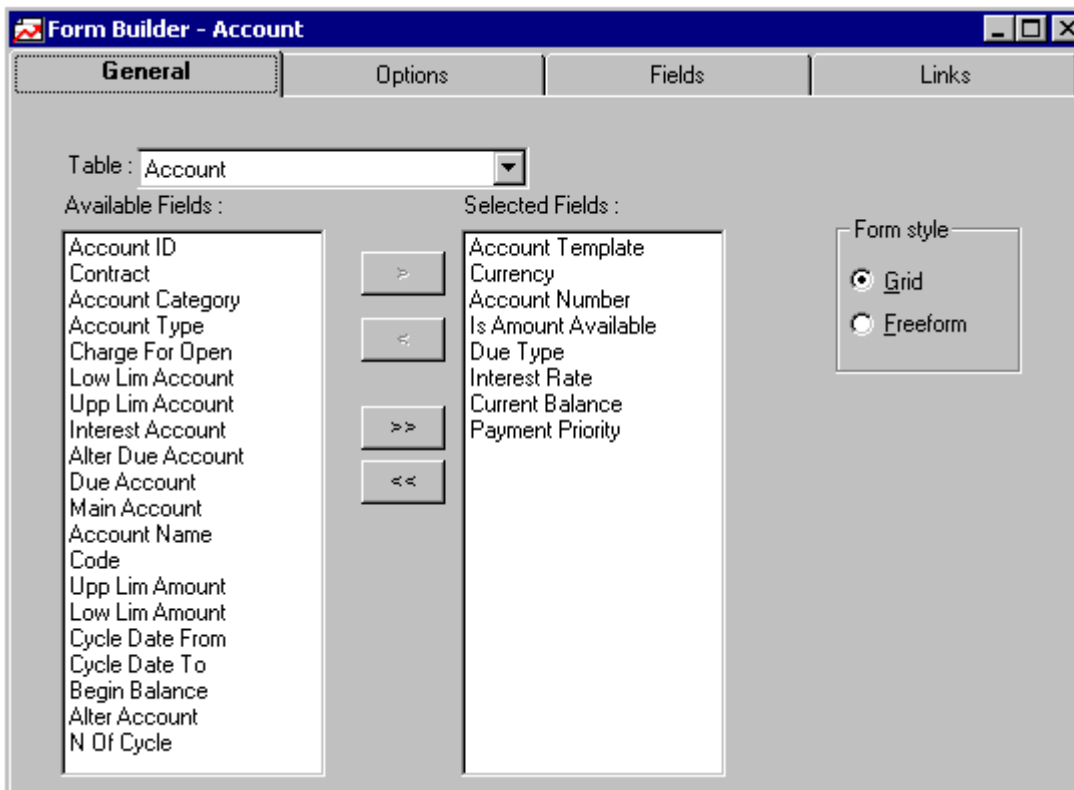 Form Builder - Account
General Options Fields Links
Table : Account
Available Fields :
Account ID
Contract
Account Category
Account Type
Charge For Open
Low Lim Account
Upp Lim Account
Interest Account
Alter Due Account
Due Account
Main Account
Account Name
Code
Upp Lim Amount
Low Lim Amount
Cycle Date From
Cycle Date To
Begin Balance
Alter Account
N Of Cycle
>
<
>>
<<
Selected Fields :
Account Template
Currency
Account Number
Is Amount Available
Due Type
Interest Rate
Current Balance
Payment Priority
Form style
Grid
Freeform